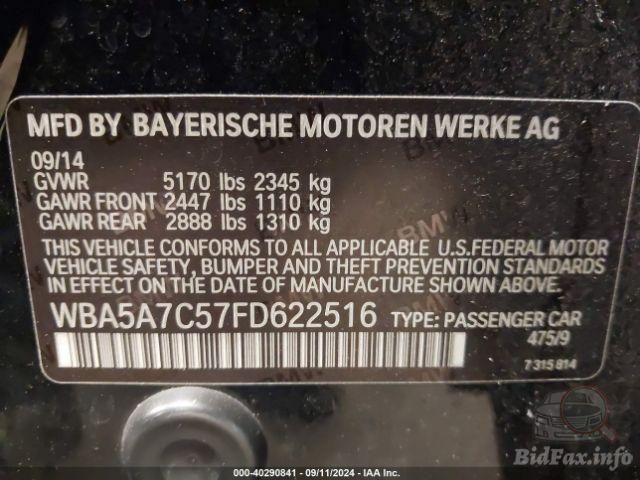 MFD BY BAYERISCHE MOTOREN WERKE AG
09/14
GVWR 5170 lbs 2345 kg
GAWR FRONT 2447 lbs 1110 kg
GAWR REAR 2888 lbs 1310 kg
THIS VEHICLE CONFORMS TO ALL APPLICABLE U.S.FEDERAL MOTOR
VEHICLE SAFETY, BUMPER AND THEFT PREVENTION STANDARDS
IN EFFECT ON THE DATE OF MANUFACTURE SHOWN ABOVE.
WBA5A7C57FD622516 TYPE: PASSENGER CAR
475/9
7 315 814
BidFax.info
000-40290841 - 09/11/2024 - IAA Inc.